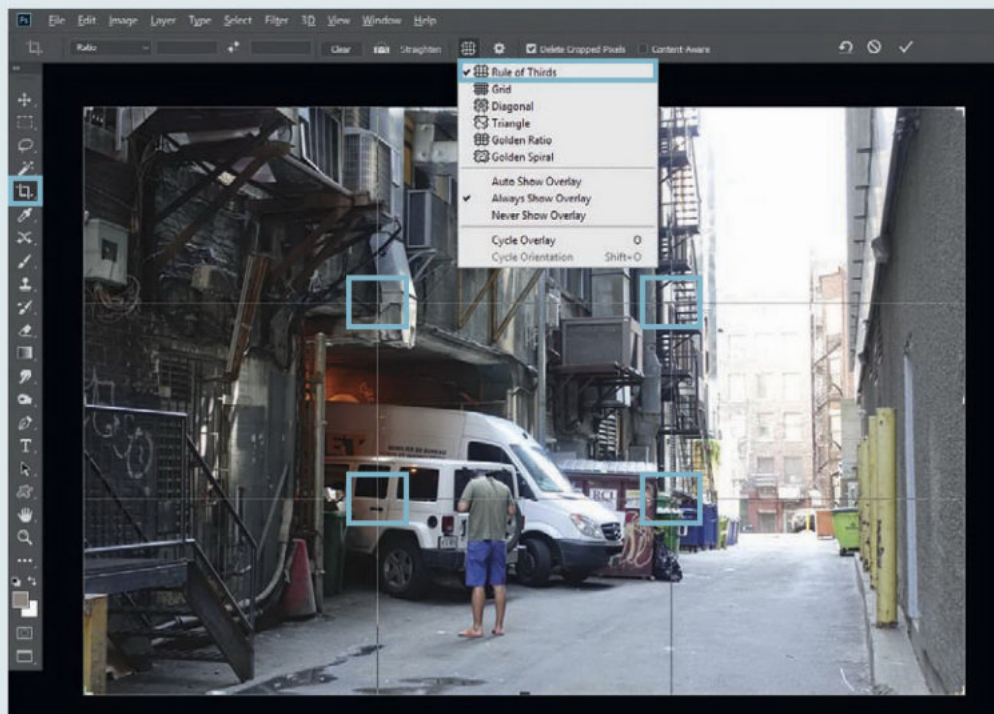 Ps File Edit Image Layer Type Select Filter 3D View Window Help
Ratio Clear Straighten Delete Cropped Pixels Content-Aware
Rule of Thirds
Grid
Diagonal
Triangle
Golden Ratio
Golden Spiral
Auto Show Overlay
Always Show Overlay
Never Show Overlay
Cycle Overlay O
Cycle Orientation Shift+O
RCI
T